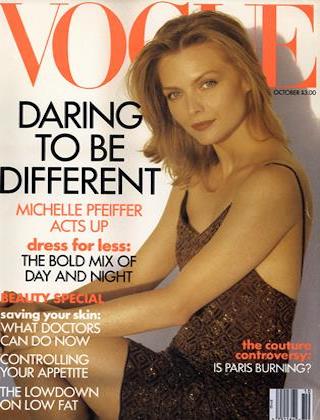 VOGUE
OCTOBER $3.00
DARING
TO BE
DIFFERENT
MICHELLE PFEIFFER
ACTS UP
dress for less:
THE BOLD MIX OF
DAY AND NIGHT
BEAUTY SPECIAL
saving your skin:
WHAT DOCTORS
CAN DO NOW
CONTROLLING
YOUR APPETITE
THE LOWDOWN
ON LOW FAT
the couture
controversy:
IS PARIS BURNING?